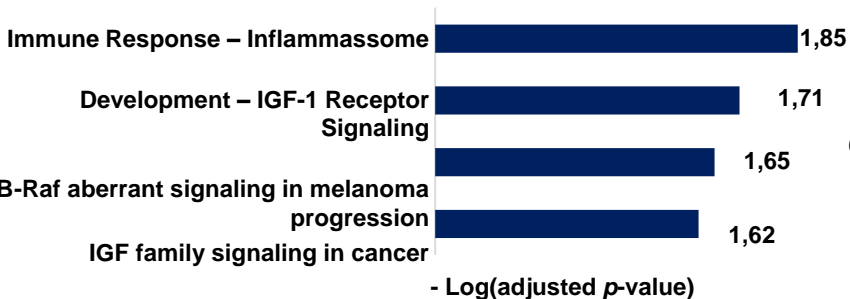 Immune Response – Inflammassome
1,85
Development – IGF-1 Receptor
Signaling
1,71
1,65
B-Raf aberrant signaling in melanoma
progression
1,62
IGF family signaling in cancer
- Log(adjusted p-value)